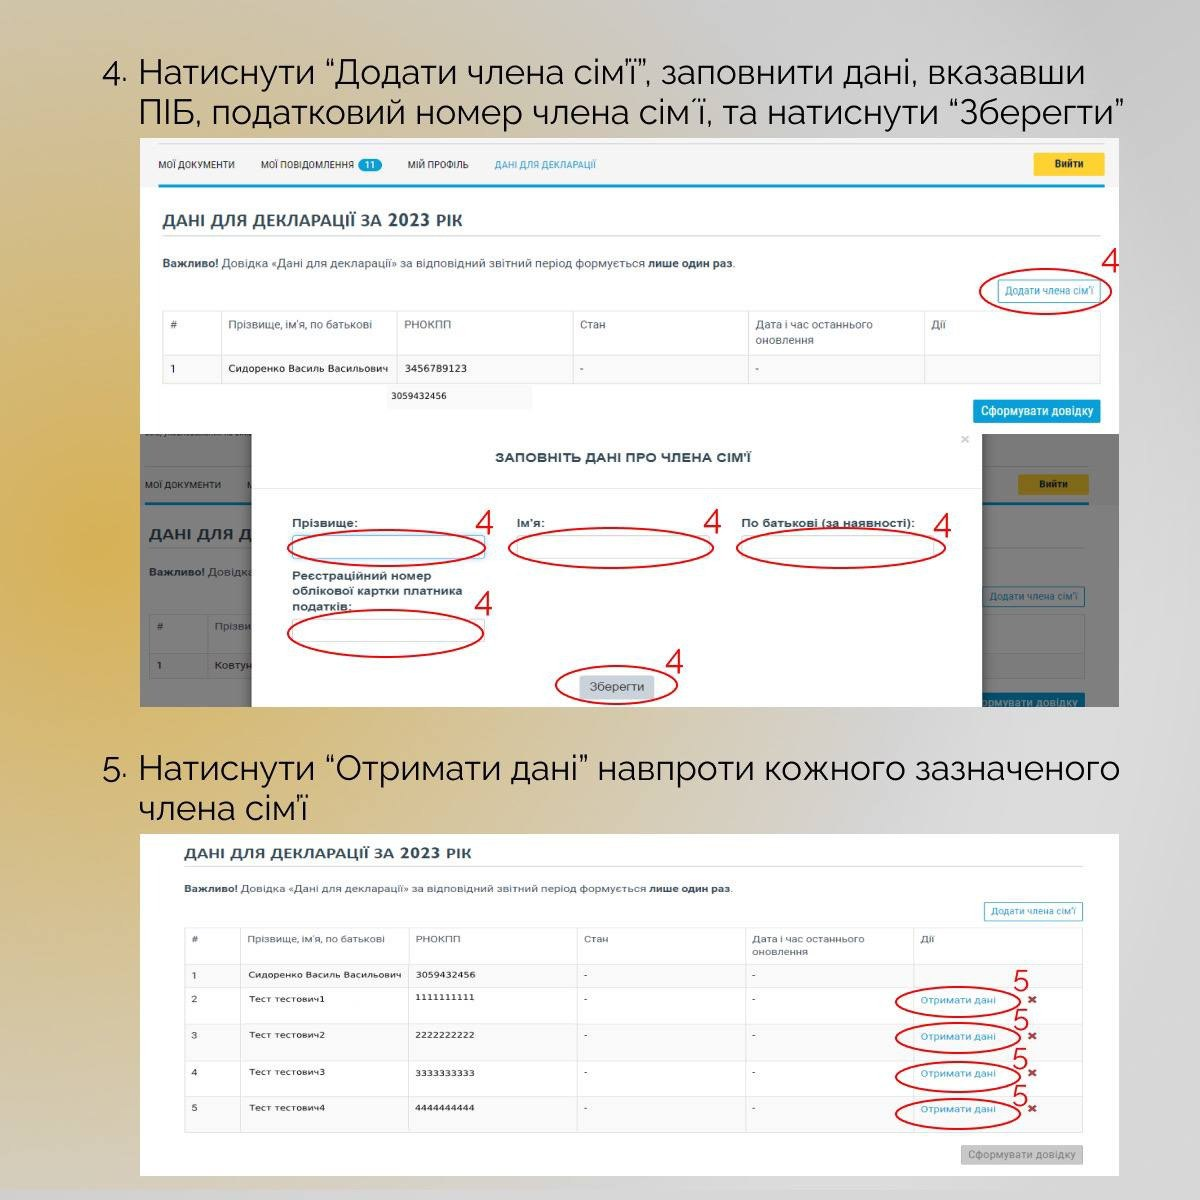 4. Натиснути “Додати члена сім’ї”, заповнити дані, вказавши
ПІБ, податковий номер члена сім´ї, та натиснути “Зберегти”
МОЇ ДОКУМЕНТИ МОЇ ПОВІДОМЛЕННЯ 11 МІЙ ПРОФІЛЬ ДАНІ ДЛЯ ДЕКЛАРАЦІЇ Вийти
ДАНІ ДЛЯ ДЕКЛАРАЦІЇ ЗА 2023 РІК
Важливо! Довідка «Дані для декларації» за відповідний звітний період формується лише один раз.
4
Додати члена сім'ї
# Прізвище, ім'я, по батькові РНОКПП Стан Дата і час останнього Дії
оновлення
1 Сидоренко Василь Васильович 3456789123 - -
3059432456
Сформувати довідку
×
ЗАПОВНІТЬ ДАНІ ПРО ЧЛЕНА СІМ'Ї
МОЇ ДОКУМЕНТИ М Вийти
Прізвище: 4 Ім'я: 4 По батькові (за наявності): 4
ДАНІ ДЛЯ Д
Важливо! Довідка
Реєстраційний номер
облікової картки платника
податків: 4
Додати члена сім'ї
# Прізви
1 Ковтун
4
Зберегти
ормувати довідку
5. Натиснути “Отримати дані” навпроти кожного зазначеного
члена сім’ї
ДАНІ ДЛЯ ДЕКЛАРАЦІЇ ЗА 2023 РІК
Важливо! Довідка «Дані для декларації» за відповідний звітний період формується лише один раз.
Додати члена сім'ї
# Прізвище, ім'я, по батькові РНОКПП Стан Дата і час останнього Дії
оновлення
1 Сидоренко Василь Васильович 3059432456 - -
5
2 Тест тестович1 1111111111 - - Отримати дані ×
5
3 Тест тестович2 2222222222 - - Отримати дані ×
5
4 Тест тестович3 3333333333 - - Отримати дані ×
5
5 Тест тестович4 4444444444 - - Отримати дані ×
Сформувати довідку